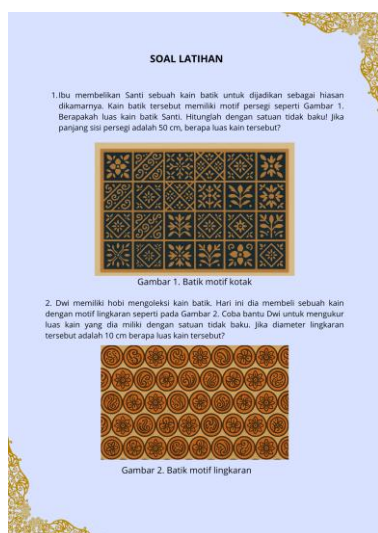 SOAL LATIHAN
1.Ibu membelikan Santi sebuah kain batik untuk dijadikan sebagai hiasan
dikamarnya. Kain batik tersebut memiliki motif persegi seperti Gambar 1.
Berapakah luas kain batik Santi. Hitunglah dengan satuan tidak baku! Jika
panjang sisi persegi adalah 50 cm, berapa luas kain tersebut?
Gambar 1. Batik motif kotak
2. Dwi memiliki hobi mengoleksi kain batik. Hari ini dia membeli sebuah kain
dengan motif lingkaran seperti pada Gambar 2. Coba bantu Dwi untuk mengukur
luas kain yang dia miliki dengan satuan tidak baku. Jika diameter lingkaran
tersebut adalah 10 cm berapa luas kain tersebut?
Gambar 2. Batik motif lingkaran